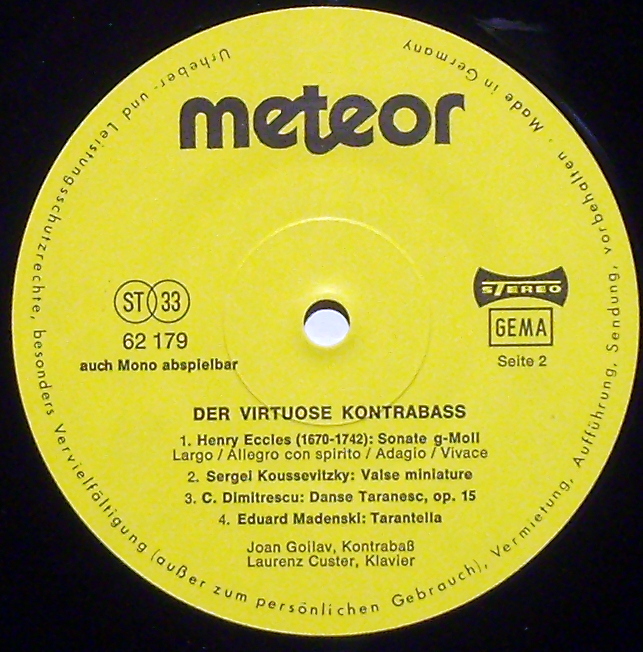 Urheber- und Leistungsschutzrechte, besonders Vervielfältigung (außer zum persönlichen Gebrauch), Vermietung, Aufführung, Sendung, vorbehalten · Made in Germany
meteor
ST 33
STEREO
62 179
GEMA
auch Mono abspielbar
Seite 2
DER VIRTUOSE KONTRABASS
1. Henry Eccles (1670-1742): Sonate g-Moll
Largo / Allegro con spirito / Adagio / Vivace
2. Sergei Koussevitzky: Valse miniature
3. C. Dimitrescu: Danse Taranesc, op. 15
4. Eduard Madenski: Tarantella
Joan Goilav, Kontrabaß
Laurenz Custer, Klavier